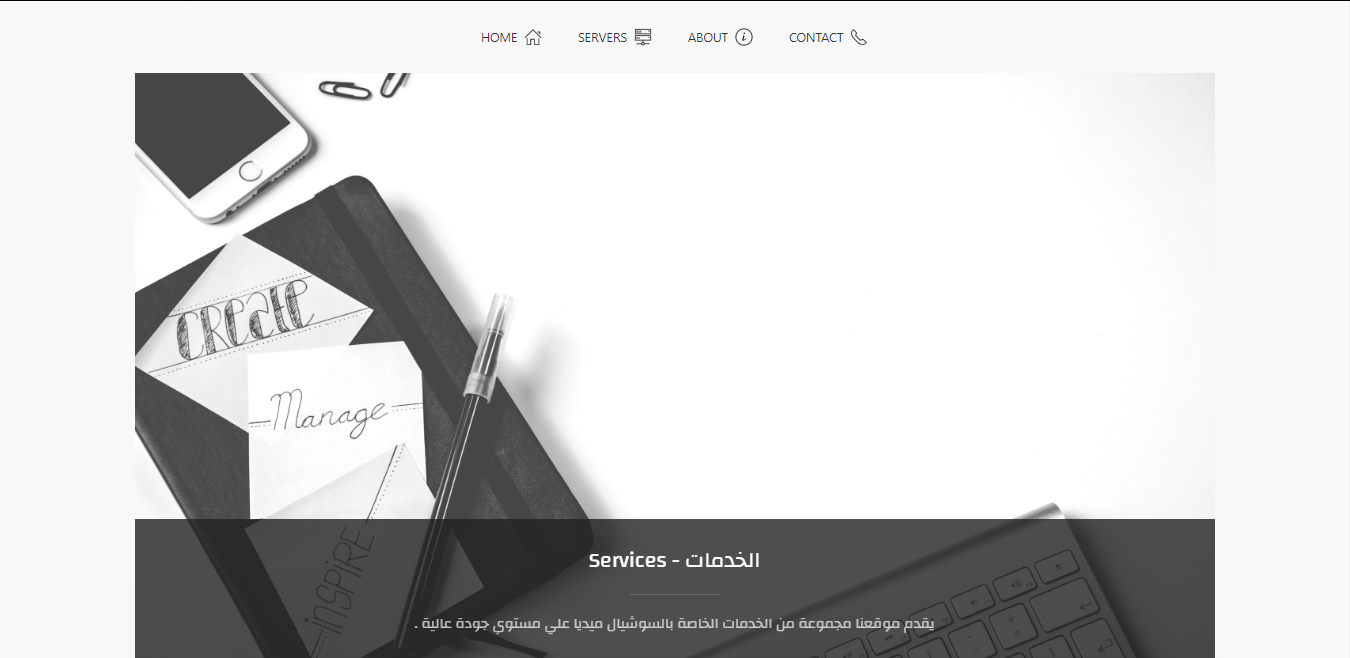 HOME SERVERS ABOUT CONTACT
CREATE
Manage
INSPIRE
Services - الخدمات
يقدم موقعنا مجموعة من الخدمات الخاصة بالسوشيال ميديا علي مستوي جودة عالية .